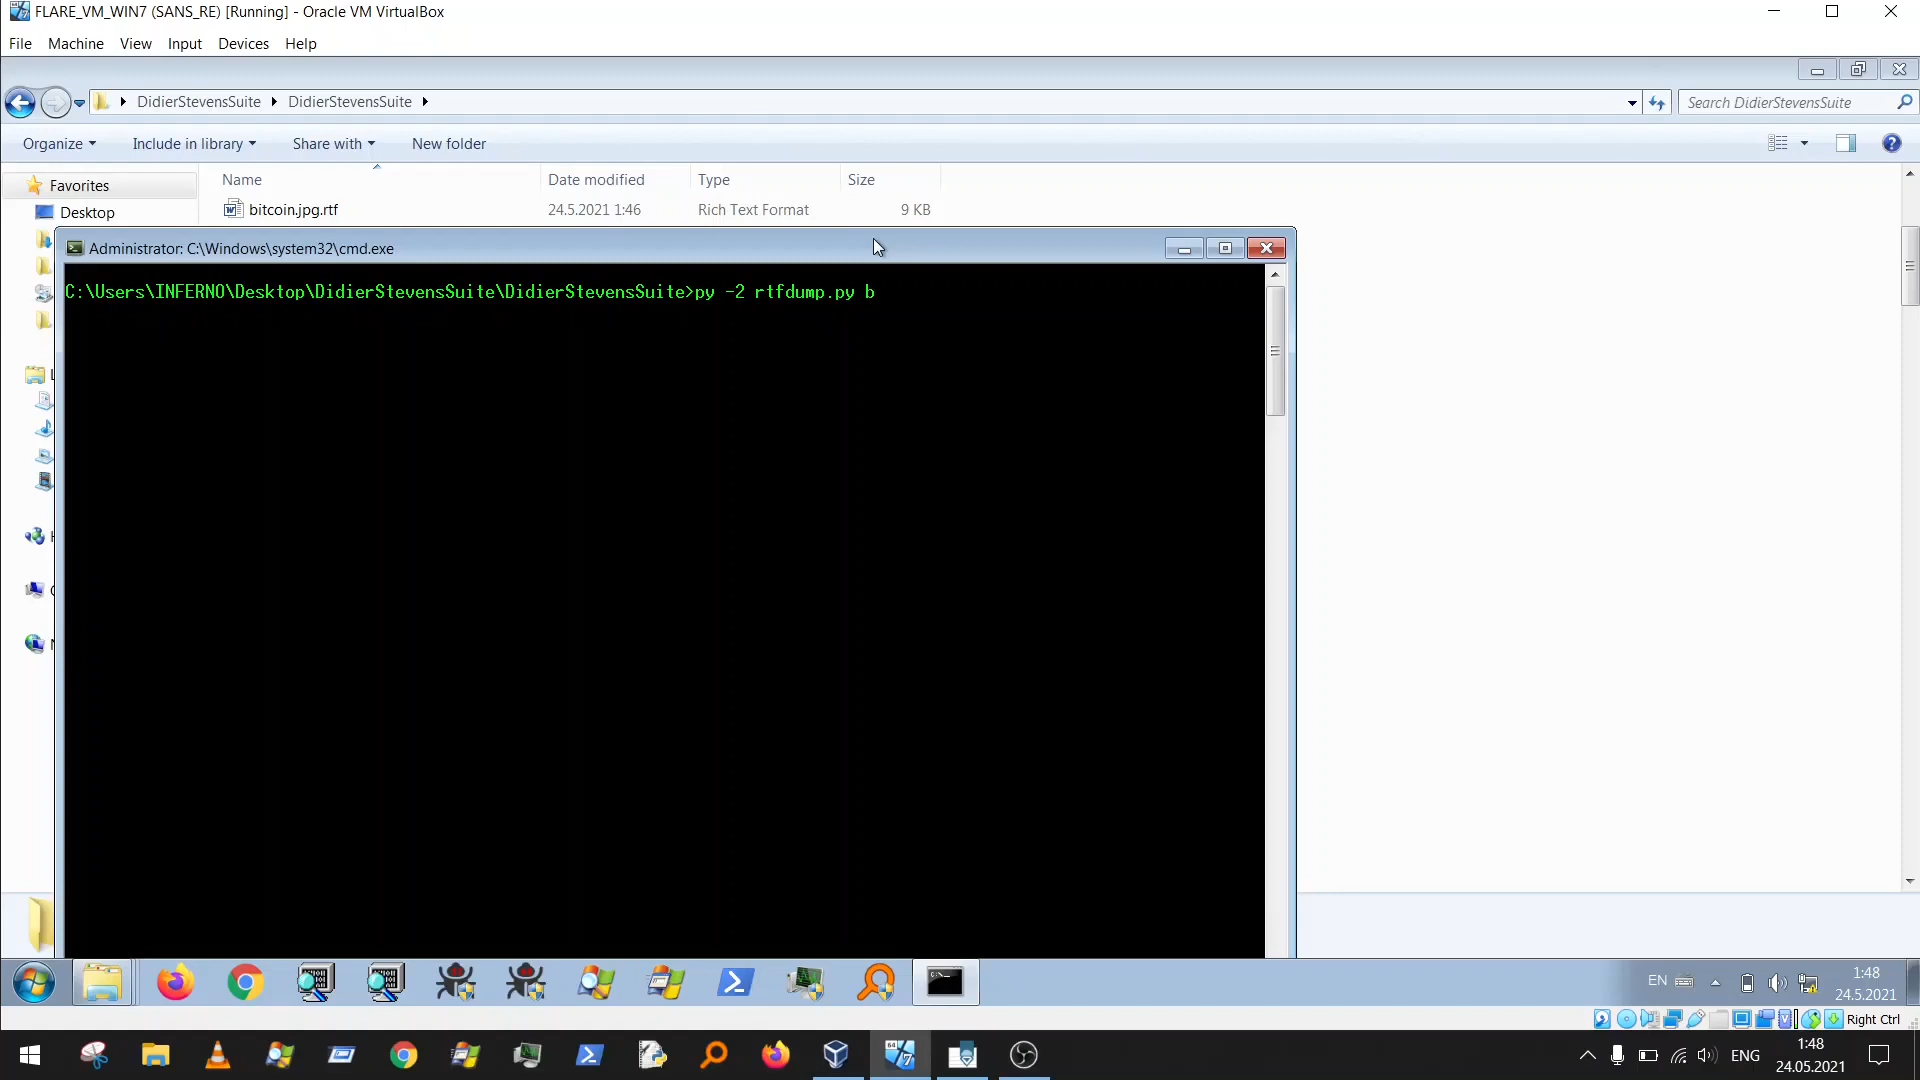 FLARE_VM_WIN7 (SANS_RE) [Running] - Oracle VM VirtualBox
File Machine View Input Devices Help
DidierStevensSuite DidierStevensSuite
Search DidierStevensSuite
Organize Include in library Share with New folder
Name Date modified Type Size
Favorites
bitcoin.jpg.rtf 24.5.2021 1:46 Rich Text Format 9 KB
Desktop
Administrator: C:\Windows\system32\cmd.exe
C:\Users\INFERNO\Desktop\DidierStevensSuite\DidierStevensSuite>py -2 rtfdump.py b
EN
1:48
24.5.2021
Right Ctrl
ENG
1:48
24.05.2021